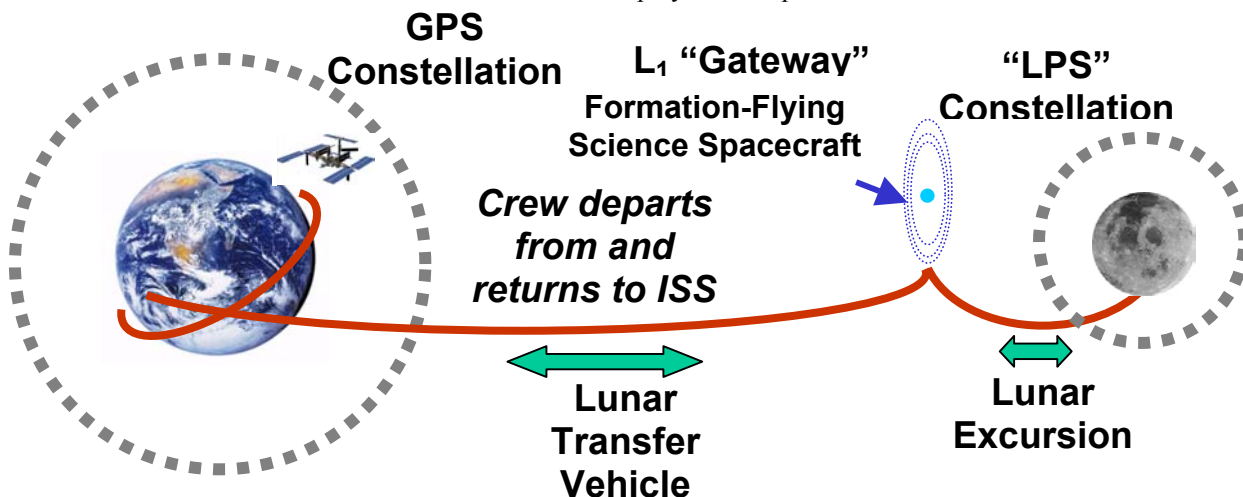 GPS
Constellation
L₁ “Gateway”
Formation-Flying
Science Spacecraft
“LPS”
Constellation
Crew departs
from and
returns to ISS
Lunar
Transfer
Vehicle
Lunar
Excursion